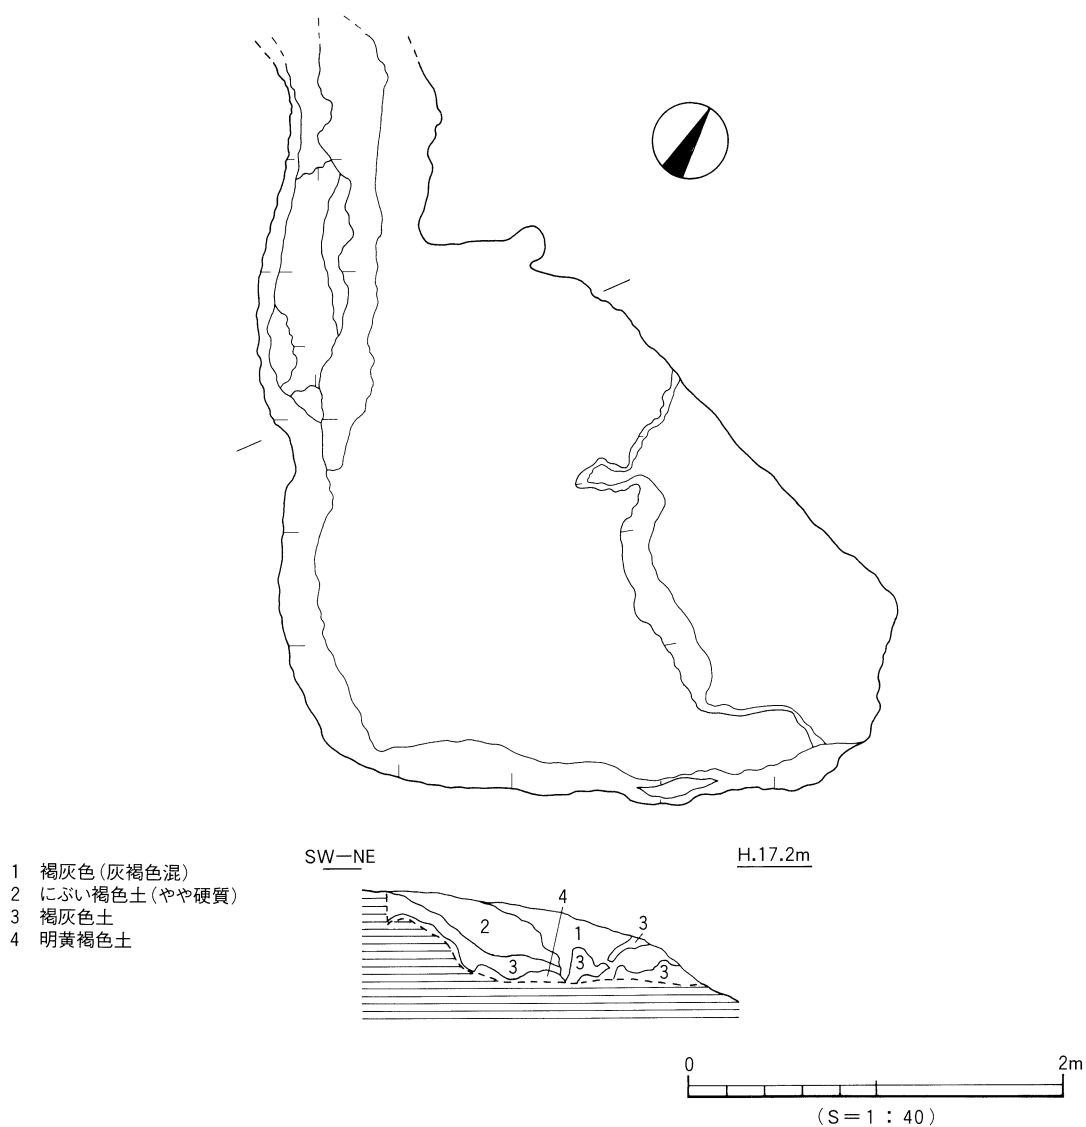 1 褐灰色（灰褐色混）
2 にぶい褐色土（やや硬質）
3 褐灰色土
4 明黄褐色土
SW－NE
H.17.2m
4
2
1
3
3
3
3
0 2m
（S＝1：40）